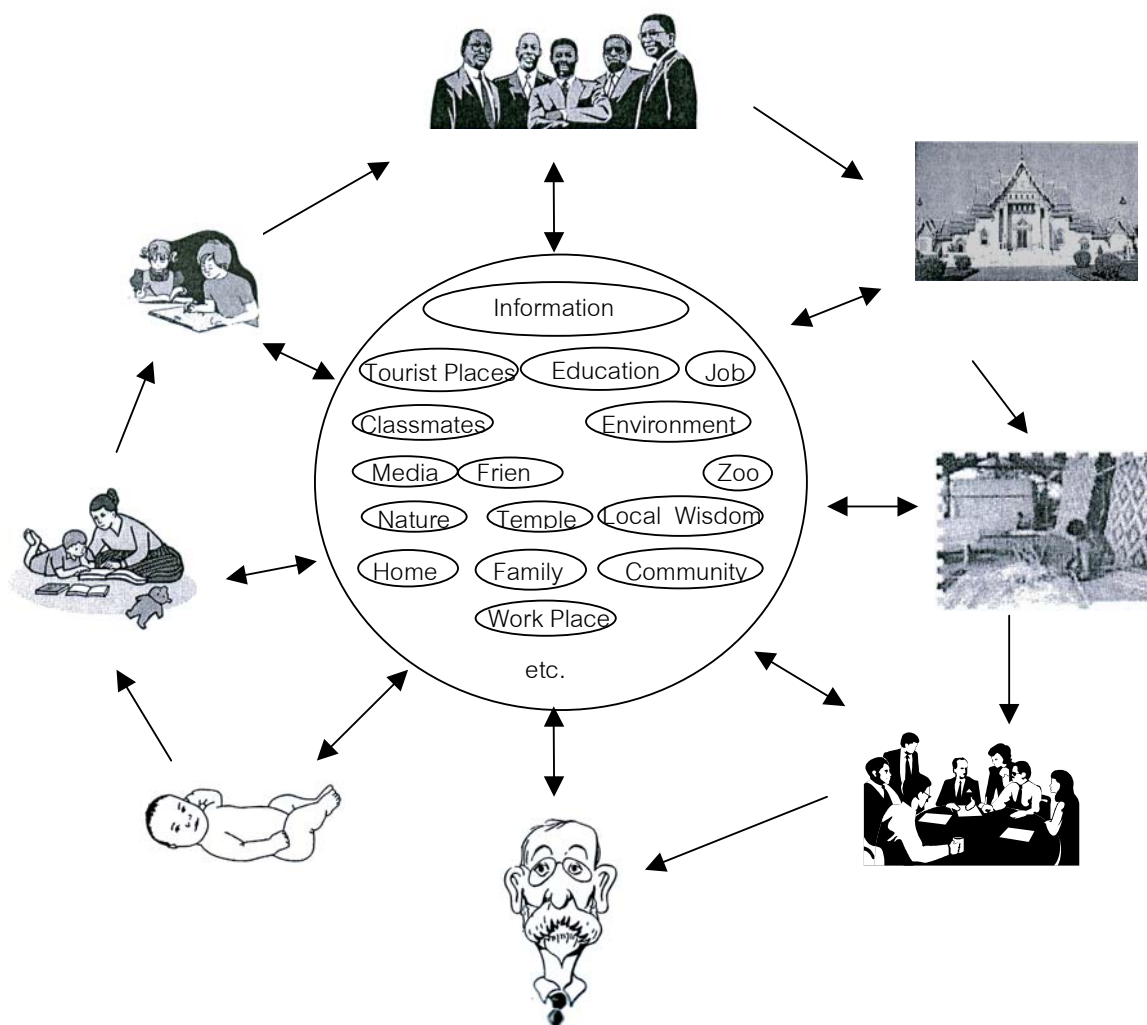 Information
Tourist Places Education Job
Classmates Environment
Media Frien Zoo
Nature Temple Local Wisdom
Home Family Community
Work Place
etc.